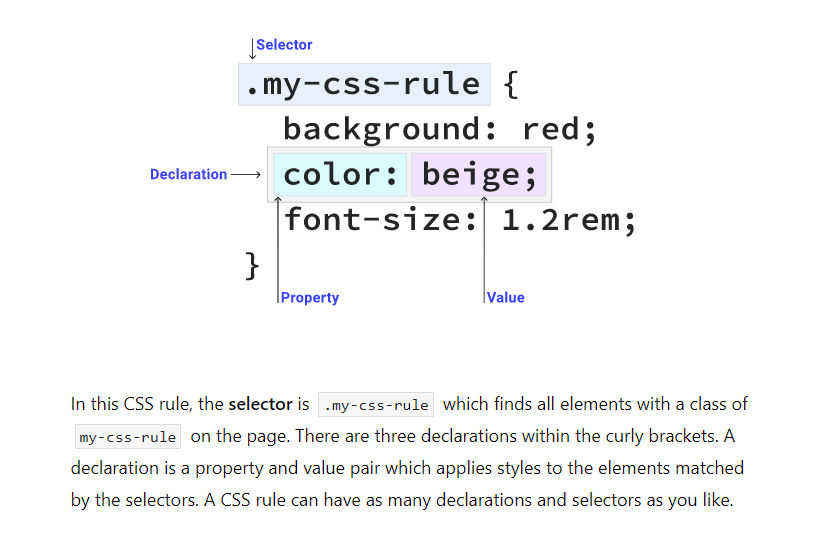 Selector
.my-css-rule {
background: red;
Declaration color: beige;
font-size: 1.2rem;
}
Property Value
In this CSS rule, the selector is .my-css-rule which finds all elements with a class of
my-css-rule on the page. There are three declarations within the curly brackets. A
declaration is a property and value pair which applies styles to the elements matched
by the selectors. A CSS rule can have as many declarations and selectors as you like.